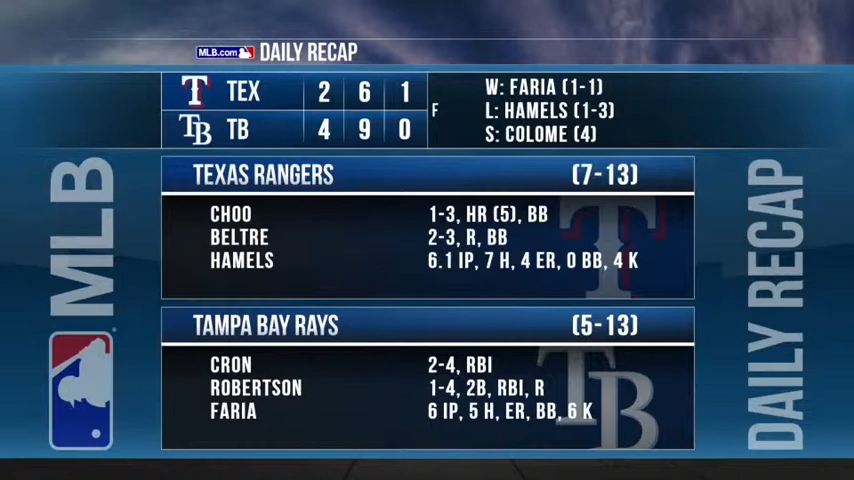 MLB.com DAILY RECAP
TEX 2 6 1
TB 4 9 0
F
W: FARIA (1-1)
L: HAMELS (1-3)
S: COLOME (4)
TEXAS RANGERS (7-13)
CHOO 1-3, HR (5), BB
BELTRE 2-3, R, BB
HAMELS 6.1 IP, 7 H, 4 ER, 0 BB, 4 K
TAMPA BAY RAYS (5-13)
CRON 2-4, RBI
ROBERTSON 1-4, 2B, RBI, R
FARIA 6 IP, 5 H, ER, BB, 6 K
MLB
DAILY RECAP
T
TB
T
TB